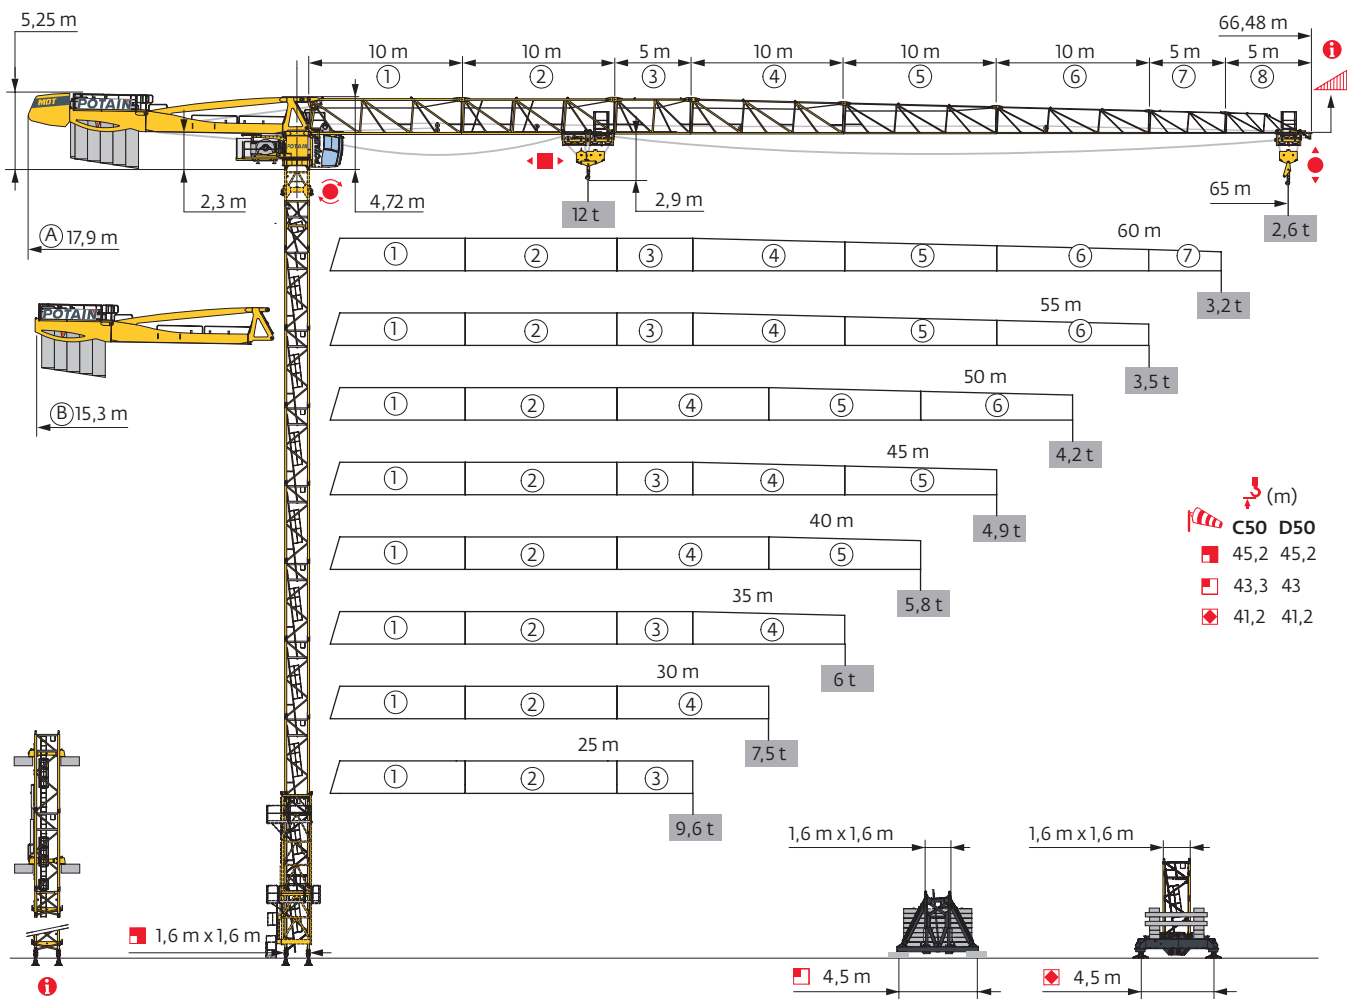 5,25 m
66,48 m
10 m 10 m 5 m 10 m 10 m 10 m 5 m 5 m
1 2 3 4 5 6 7 8
i
MDT POTAIN
POTAIN
2,3 m
4,72 m
2,9 m
65 m
12 t
2,6 t
A 17,9 m
60 m
1 2 3 4 5 6 7
3,2 t
POTAIN
55 m
1 2 3 4 5 6
3,5 t
B 15,3 m
50 m
1 2 4 5 6
4,2 t
45 m
1 2 3 4 5
4,9 t
(m)
C50 D50
45,2 45,2
43,3 43
41,2 41,2
40 m
1 2 4 5
5,8 t
35 m
1 2 3 4
6 t
30 m
1 2 4
7,5 t
25 m
1 2 3
9,6 t
1,6 m x 1,6 m
1,6 m x 1,6 m
1,6 m x 1,6 m
4,5 m
4,5 m
i